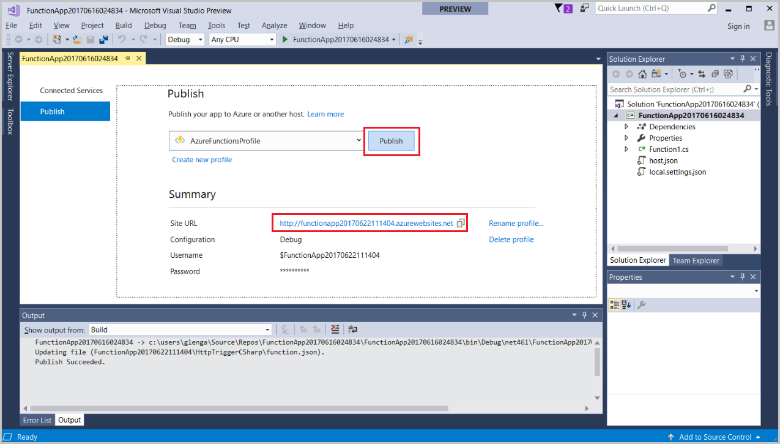 FunctionApp20170616024834 - Microsoft Visual Studio Preview
PREVIEW
2
Quick Launch (Ctrl+Q)
File Edit View Project Build Debug Team Tools Test Analyze Window Help
Sign in
Debug Any CPU FunctionApp20170616024834
Server Explorer
Toolbox
FunctionApp20170616024834
Connected Services
Publish
Publish
Publish your app to Azure or another host. Learn more
AzureFunctionsProfile
Publish
Create new profile
Summary
Site URL http://functionapp20170622111404.azurewebsites.net Rename profile...
Configuration Debug Delete profile
Username $FunctionApp20170622111404
Password **********
Solution Explorer
Search Solution Explorer (Ctrl+;)
Solution 'FunctionApp20170616024834' (
FunctionApp20170616024834
Dependencies
Properties
Function1.cs
host.json
local.settings.json
Solution Explorer Team Explorer
Diagnostic Tools
Properties
Output
Show output from: Build
FunctionApp20170616024834 -> c:\users\glenga\Source\Repos\FunctionApp20170616024834\FunctionApp20170616024834\bin\Debug\net461\FunctionApp2017
Updating file (FunctionApp20170622111404\HttpTriggerCSharp\function.json).
Publish Succeeded.
Error List Output
Ready
Add to Source Control